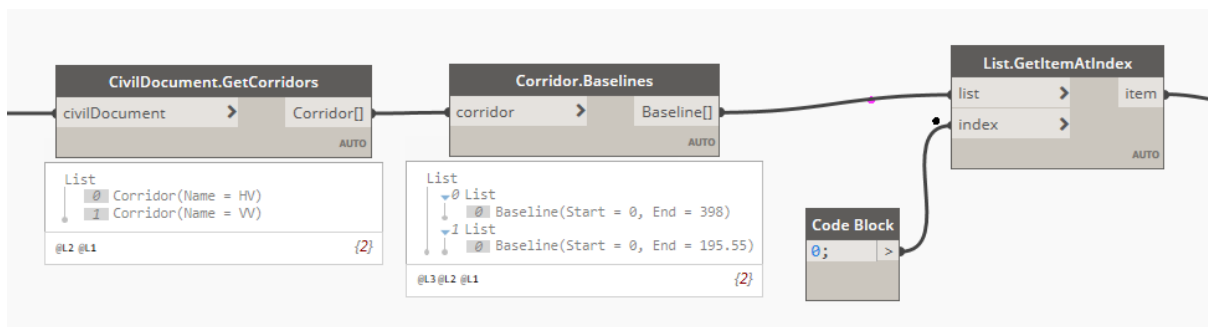 CivilDocument.GetCorridors
civilDocument > Corridor[]
AUTO
List
0 Corridor(Name = HV)
1 Corridor(Name = VV)
@L2 @L1 {2}
Corridor.Baselines
corridor > Baseline[]
AUTO
List
0 List
0 Baseline(Start = 0, End = 398)
1 List
0 Baseline(Start = 0, End = 195.55)
@L3 @L2 @L1 {2}
List.GetItemAtIndex
list > item
index >
AUTO
Code Block
0; >